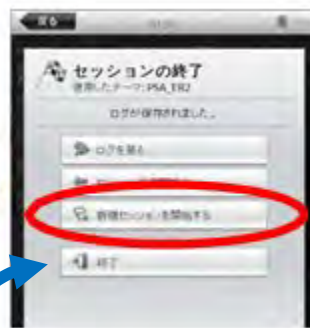 戻る
セッションの終了
使用したテーマ: PSA_TB2
ログが保存されました。
ログを見る
新規セッションを開始する
終了